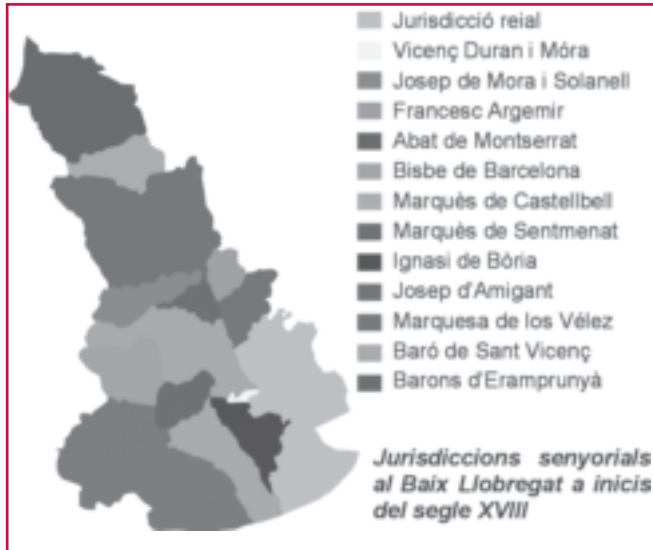 Jurisdicció reial
Vicenç Duran i Móra
Josep de Mora i Solanell
Francesc Argemir
Abat de Montserrat
Bisbe de Barcelona
Marquès de Castellbell
Marquès de Sentmenat
Ignasi de Bòria
Josep d'Amigant
Marquesa de los Vélez
Baró de Sant Vicenç
Barons d'Eramprunyà
Jurisdiccions senyorials
al Baix Llobregat a inicis
del segle XVIII